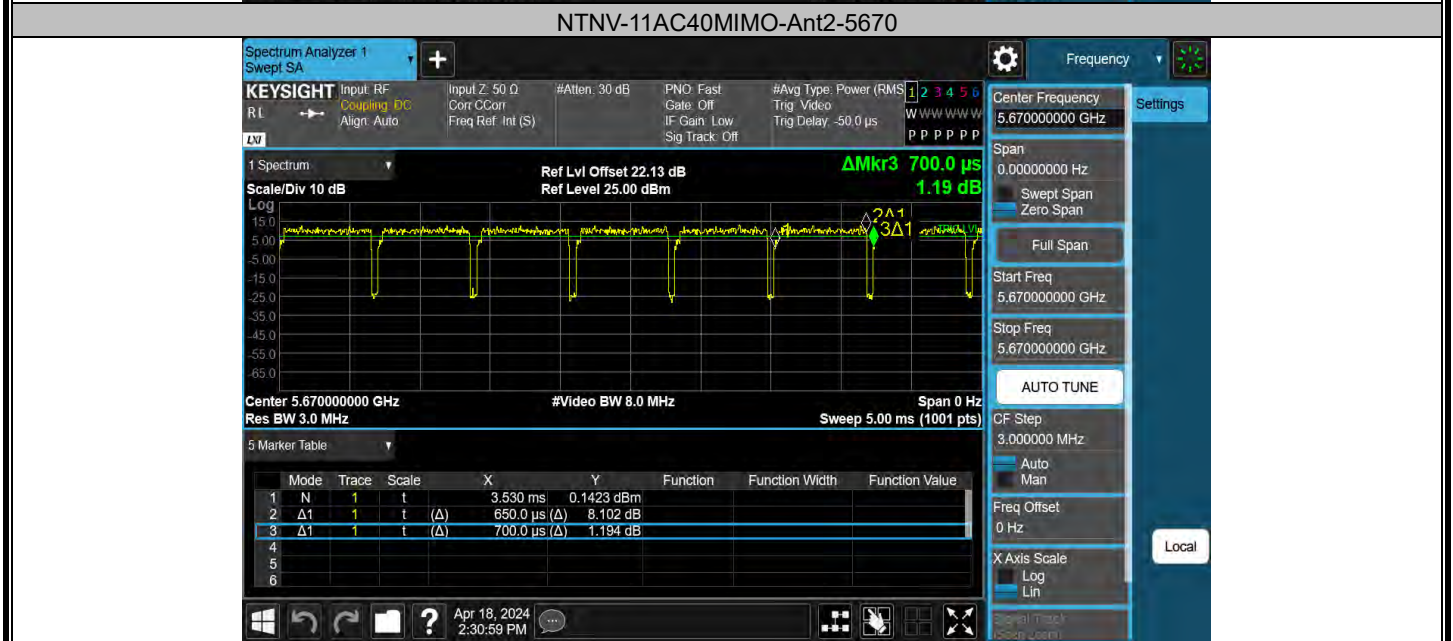 NTNV-11AC40MIMO-Ant2-5670
Spectrum Analyzer 1
Swept SA
+
Frequency
KEYSIGHT
RL
LXI
Input: RF
Coupling: DC
Align: Auto
Input Z: 50 Ω
Corr CCorr
Freq Ref: Int (S)
#Atten: 30 dB
PNO: Fast
Gate: Off
IF Gain: Low
Sig Track: Off
#Avg Type: Power (RMS
Trig: Video
Trig Delay: -50.0 µs
1 2 3 4 5 6
W W W W W W
P P P P P P
Settings
1 Spectrum
Scale/Div 10 dB
Ref Lvl Offset 22.13 dB
Ref Level 25.00 dBm
ΔMkr3 700.0 µs
1.19 dB
Log
15.0
5.00
-5.00
-15.0
-25.0
-35.0
-45.0
-55.0
-65.0
2Δ1
3Δ1
TRIG LVL
Center 5.670000000 GHz
#Video BW 8.0 MHz
Span 0 Hz
Res BW 3.0 MHz
Sweep 5.00 ms (1001 pts)
5 Marker Table
Mode Trace Scale X Y Function Function Width Function Value
1 N 1 t 3.530 ms 0.1423 dBm
2 Δ1 1 t (Δ) 650.0 µs (Δ) 8.102 dB
3 Δ1 1 t (Δ) 700.0 µs (Δ) 1.194 dB
4
5
6
Center Frequency
5.670000000 GHz
Span
0.00000000 Hz
Swept Span
Zero Span
Full Span
Start Freq
5.670000000 GHz
Stop Freq
5.670000000 GHz
AUTO TUNE
CF Step
3.000000 MHz
Auto
Man
Freq Offset
0 Hz
X Axis Scale
Log
Lin
Signal Track
(Span Zoom)
Local
?
Apr 18, 2024
2:30:59 PM